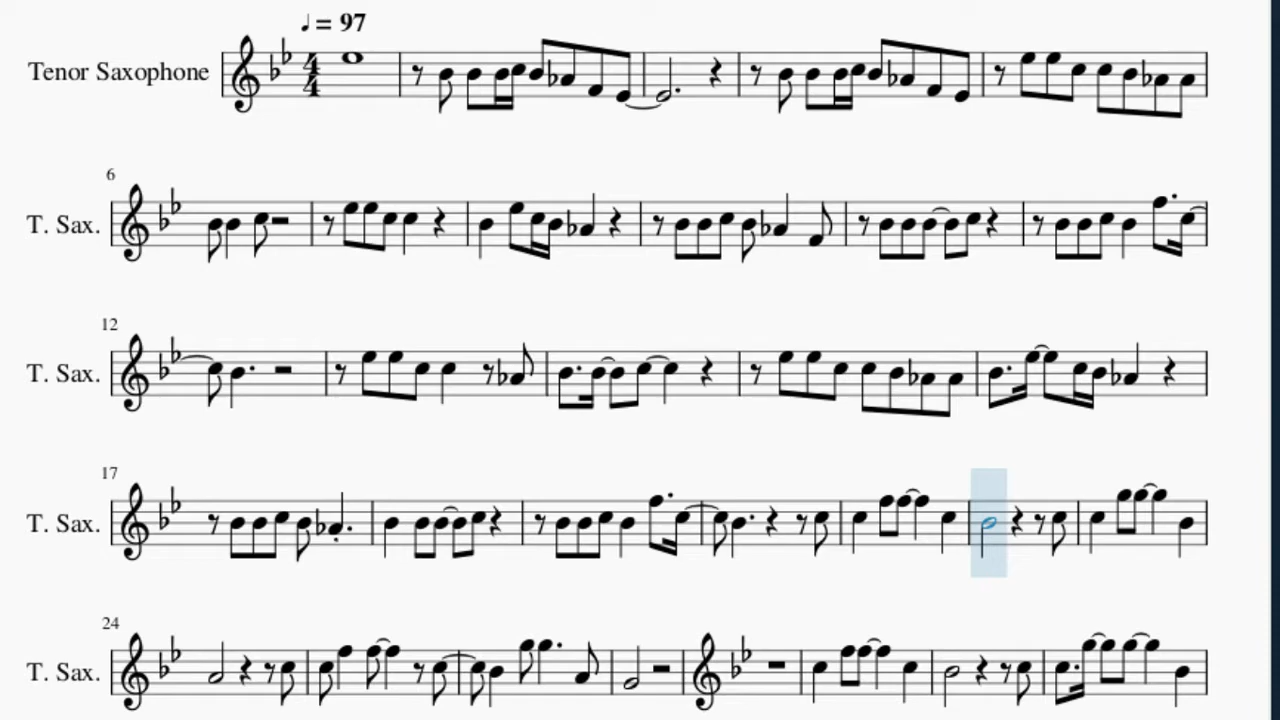 ♩ = 97
Tenor Saxophone
4
4
6
T. Sax.
12
T. Sax.
17
T. Sax.
24
T. Sax.